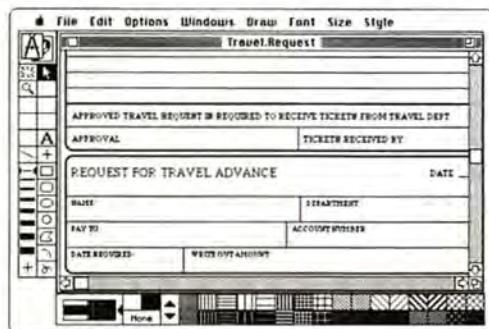 File Edit Options Windows Draw Font Size Style
Travel.Request
APPROVED TRAVEL REQUEST IS REQUIRED TO RECEIVE TICKETS FROM TRAVEL DEPT
APPROVAL TICKETS RECEIVED BY
A
REQUEST FOR TRAVEL ADVANCE DATE
NAME DEPARTMENT
PAY TO ACCOUNT NUMBER
DATE REQUIRED: WRITE OUT AMOUNT
None